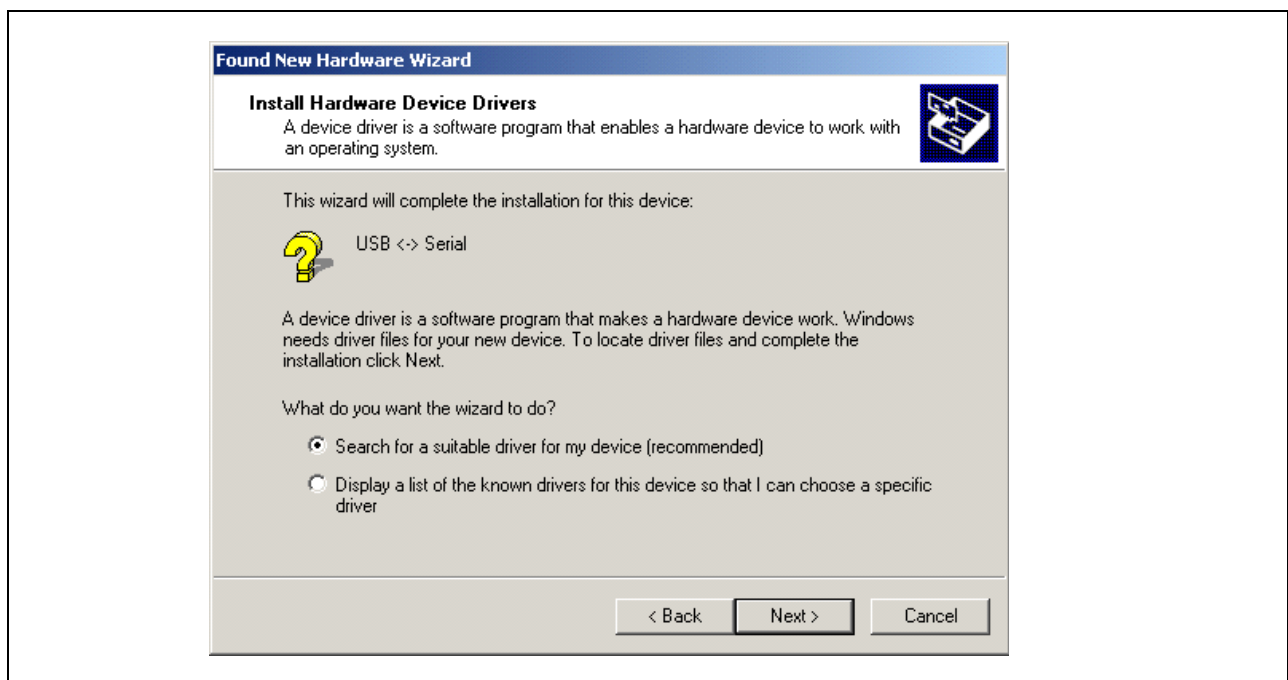 Found New Hardware Wizard
Install Hardware Device Drivers
A device driver is a software program that enables a hardware device to work with
an operating system.
This wizard will complete the installation for this device:
USB <-> Serial
A device driver is a software program that makes a hardware device work. Windows
needs driver files for your new device. To locate driver files and complete the
installation click Next.
What do you want the wizard to do?
Search for a suitable driver for my device (recommended)
Display a list of the known drivers for this device so that I can choose a specific
driver
< Back
Next >
Cancel